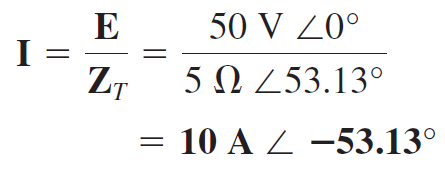 I = E / Z_T = 50 V ∠0° / 5 Ω ∠53.13°
= 10 A ∠ −53.13°